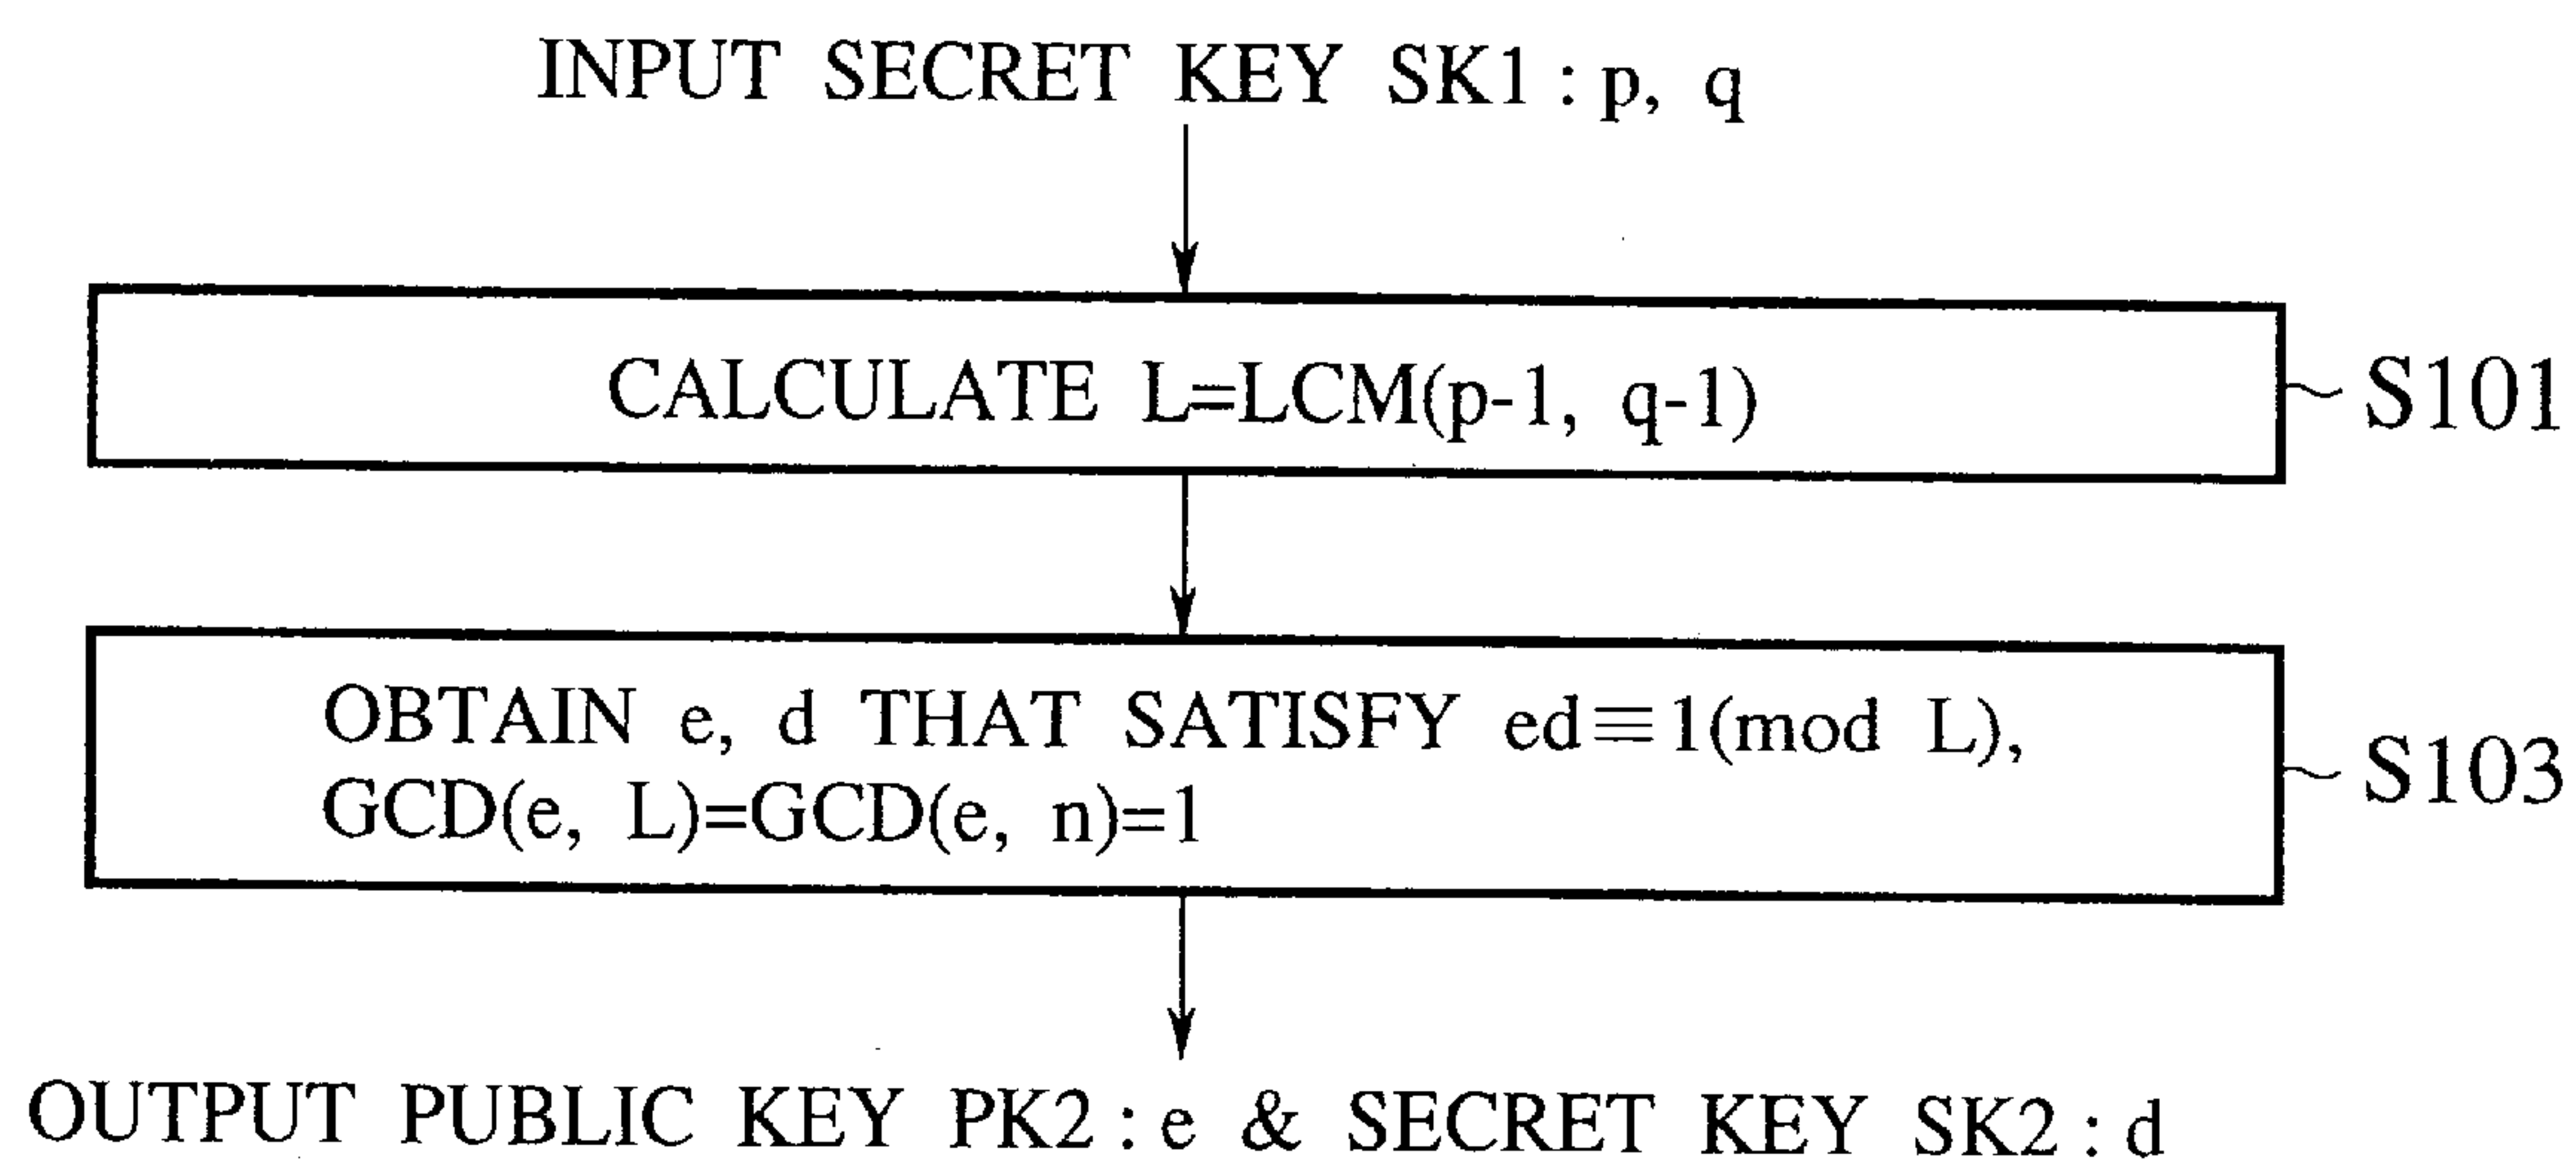 INPUT SECRET KEY SK1 : p, q
CALCULATE L=LCM(p-1, q-1)
S101
OBTAIN e, d THAT SATISFY ed≡1(mod L),
GCD(e, L)=GCD(e, n)=1
S103
OUTPUT PUBLIC KEY PK2 : e & SECRET KEY SK2 : d